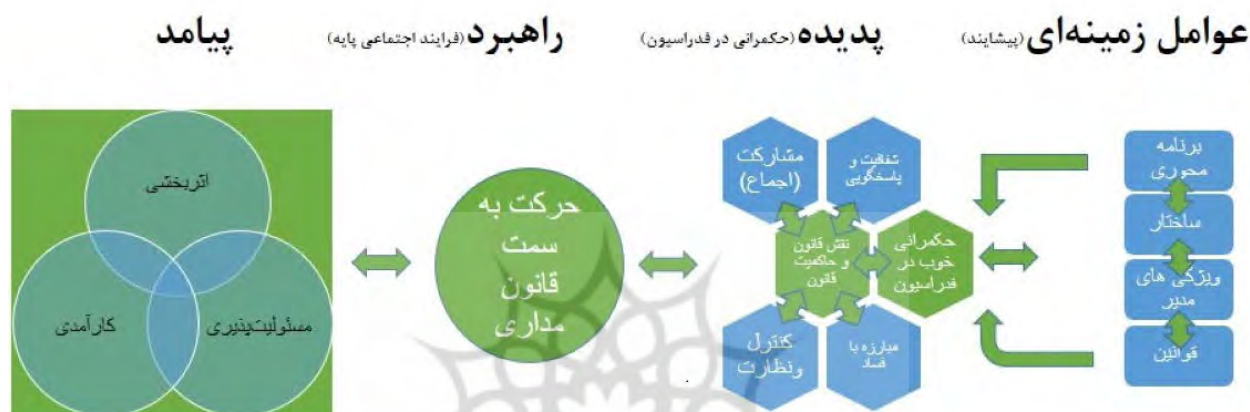 عوامل زمینه‌ای (پیشایند)
پدیده (حکمرانی در فدراسیون)
راهبرد (فرایند اجتماعی پایه)
پیامد
برنامه
محوری
ساختار
ویژگی های
مدیر
قوانین
شفافیت و
پاسخگویی
مشارکت
(اجماع)
حکمرانی
خوب در
فدراسیون
نقش قانون
و حاکمیت
قانون
مبارزه با
فساد
کنترل
ونظارت
حرکت به
سمت
قانون
مداری
اثربخشی
مسئولیت‌پذیری
کارآمدی